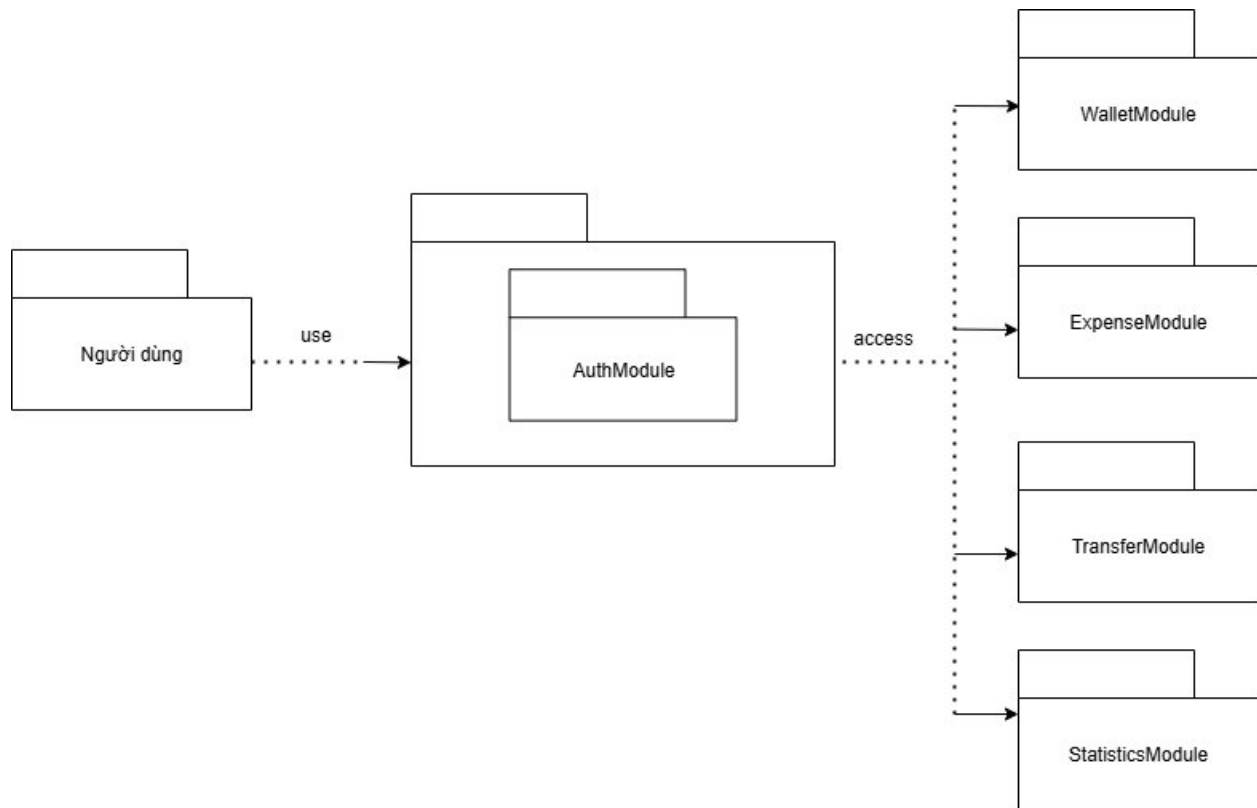 WalletModule
ExpenseModule
Người dùng
use
AuthModule
access
TransferModule
StatisticsModule